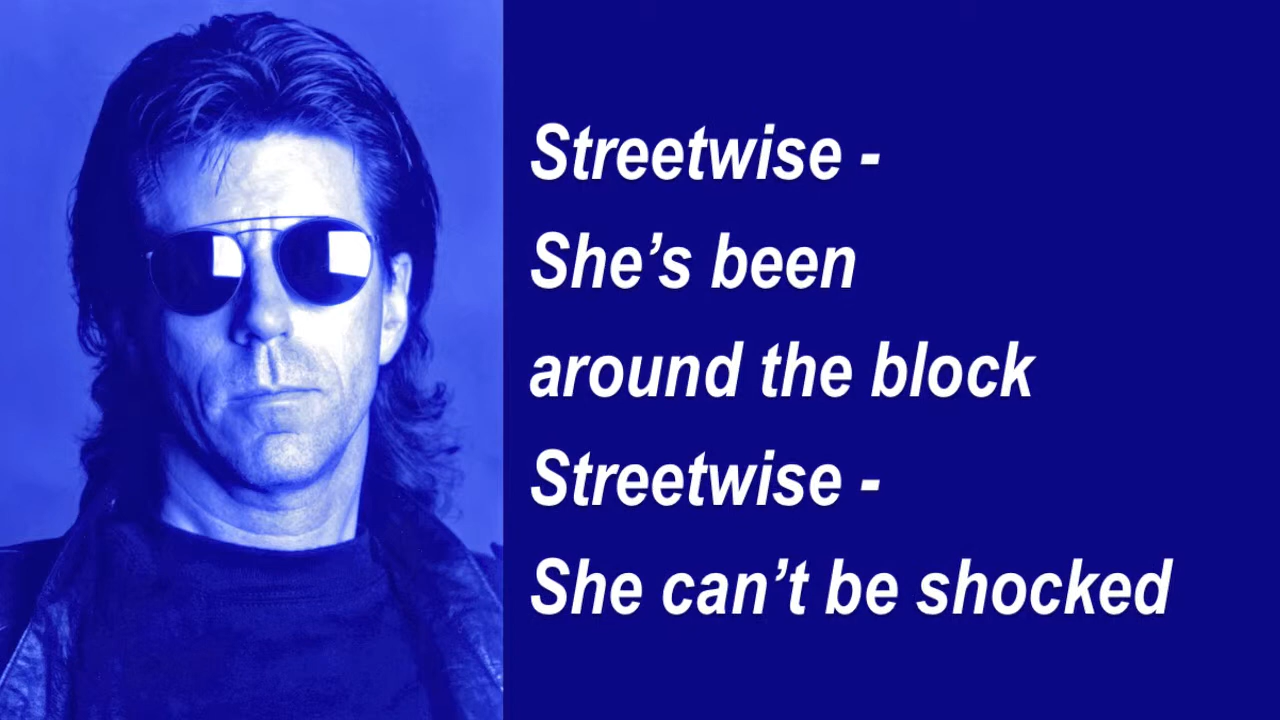 Streetwise -
She’s been
around the block
Streetwise -
She can’t be shocked